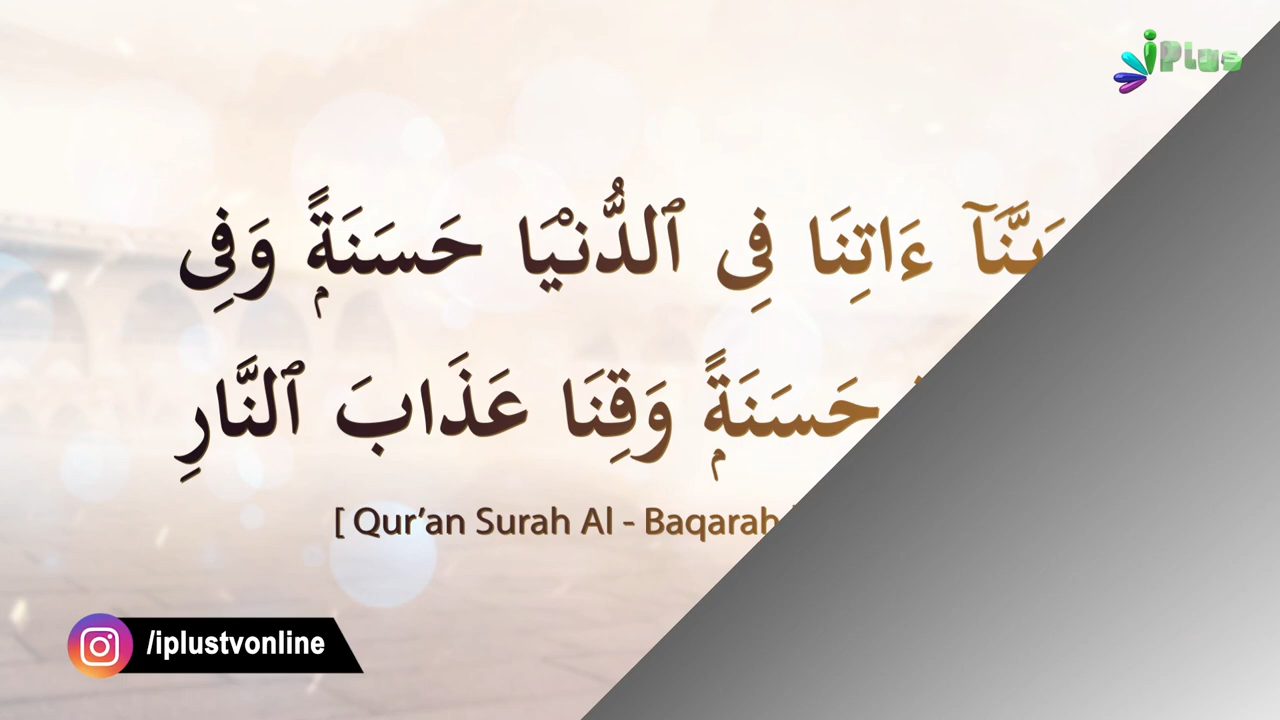 iPlus
ءَاتِنَا فِى ٱلدُّنْيَا حَسَنَةًۭ وَفِى
حَسَنَةًۭ وَقِنَا عَذَابَ ٱلنَّارِ
[ Qur’an Surah Al - Baqarah
/iplustvonline